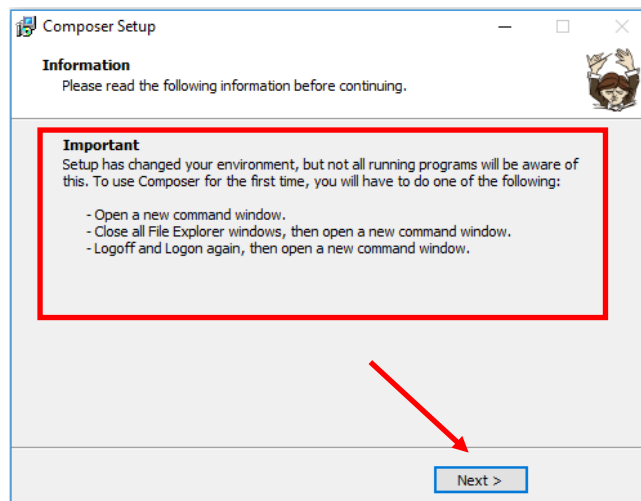 Composer Setup
Information
Please read the following information before continuing.
Important
Setup has changed your environment, but not all running programs will be aware of
this. To use Composer for the first time, you will have to do one of the following:
- Open a new command window.
- Close all File Explorer windows, then open a new command window.
- Logoff and Logon again, then open a new command window.
Next >